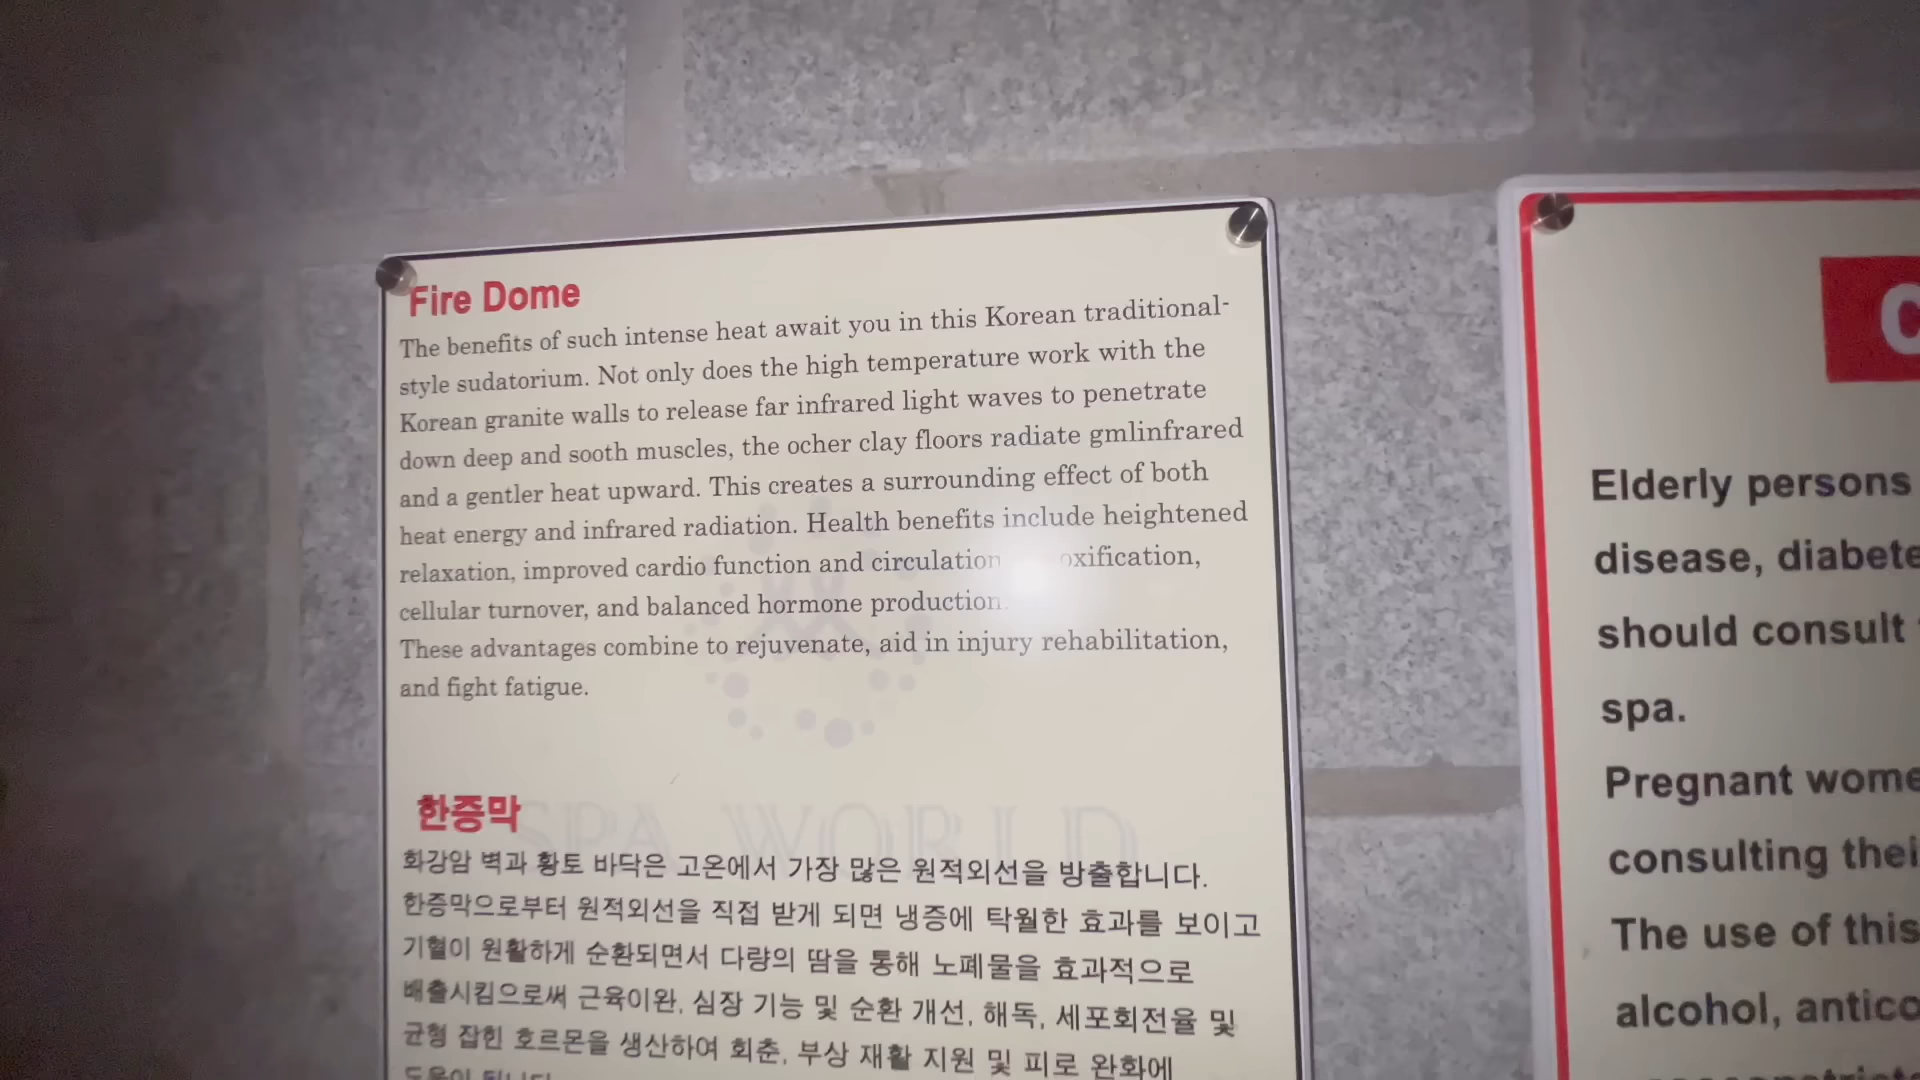 Fire Dome
The benefits of such intense heat await you in this Korean traditional-
style sudatorium. Not only does the high temperature work with the
Korean granite walls to release far infrared light waves to penetrate
down deep and sooth muscles, the ocher clay floors radiate gmlinfrared
and a gentler heat upward. This creates a surrounding effect of both
heat energy and infrared radiation. Health benefits include heightened
relaxation, improved cardio function and circulation oxification,
cellular turnover, and balanced hormone production.
These advantages combine to rejuvenate, aid in injury rehabilitation,
and fight fatigue.
SPA WORLD
한증막
화강암 벽과 황토 바닥은 고온에서 가장 많은 원적외선을 방출합니다.
한증막으로부터 원적외선을 직접 받게 되면 냉증에 탁월한 효과를 보이고
기혈이 원활하게 순환되면서 다량의 땀을 통해 노폐물을 효과적으로
배출시킴으로써 근육이완, 심장 기능 및 순환 개선, 해독, 세포회전율 및
균형 잡힌 호르몬을 생산하여 회춘, 부상 재활 지원 및 피로 완화에
C
Elderly persons
disease, diabete
should consult
spa.
Pregnant wome
consulting thei
The use of this
alcohol, antico